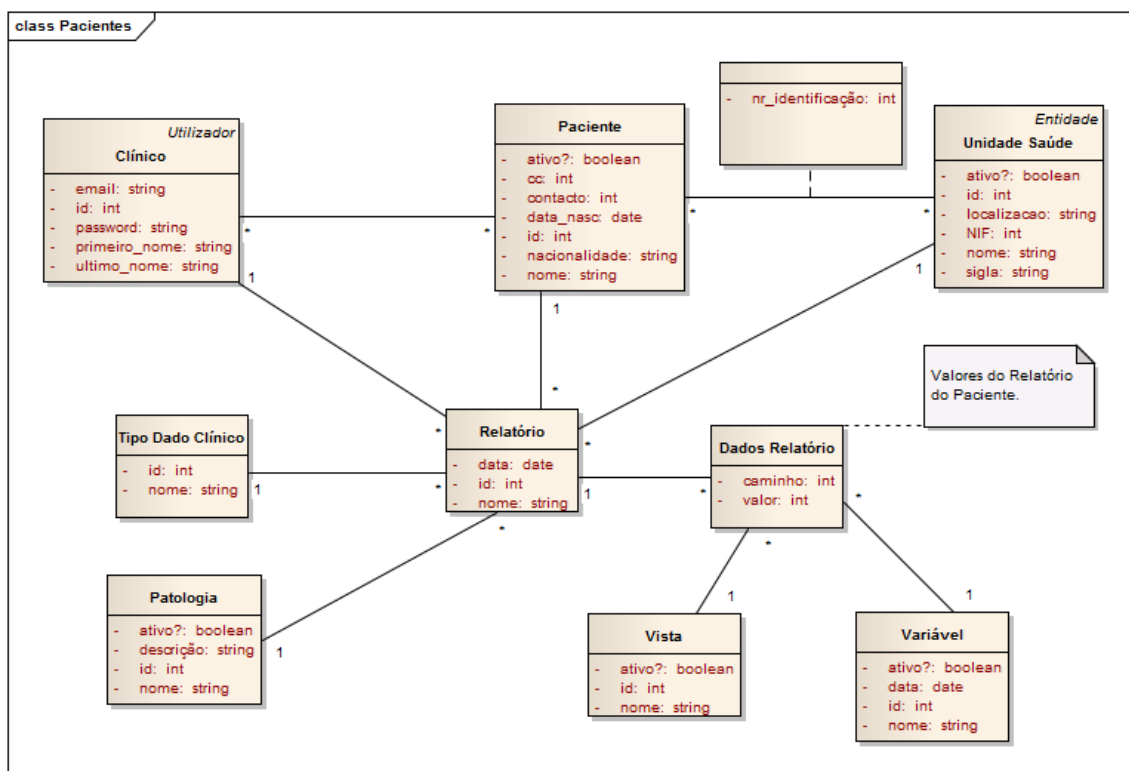 class Pacientes
Utilizador
Clínico
- email: string
- id: int
- password: string
- primeiro_nome: string
- ultimo_nome: string
Paciente
- ativo?: boolean
- cc: int
- contacto: int
- data_nasc: date
- id: int
- nacionalidade: string
- nome: string
- nr_identificação: int
Entidade
Unidade Saúde
- ativo?: boolean
- id: int
- localizacao: string
- NIF: int
- nome: string
- sigla: string
*
*
*
*
1
1
1
*
*
*
Valores do Relatório
do Paciente.
Tipo Dado Clínico
- id: int
- nome: string
1
*
Relatório
- data: date
- id: int
- nome: string
1
*
Dados Relatório
- caminho: int
- valor: int
*
*
*
1
1
1
Patologia
- ativo?: boolean
- descrição: string
- id: int
- nome: string
Vista
- ativo?: boolean
- id: int
- nome: string
Variável
- ativo?: boolean
- data: date
- id: int
- nome: string